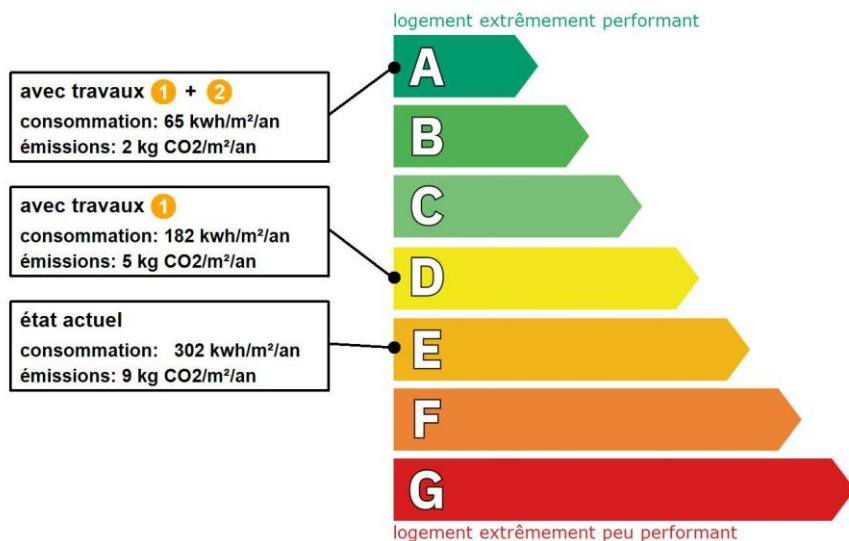 logement extrêmement performant
A
avec travaux 1 + 2
consommation: 65 kwh/m²/an
émissions: 2 kg CO2/m²/an
B
C
avec travaux 1
consommation: 182 kwh/m²/an
émissions: 5 kg CO2/m²/an
D
état actuel
consommation: 302 kwh/m²/an
émissions: 9 kg CO2/m²/an
E
F
G
logement extrêmement peu performant